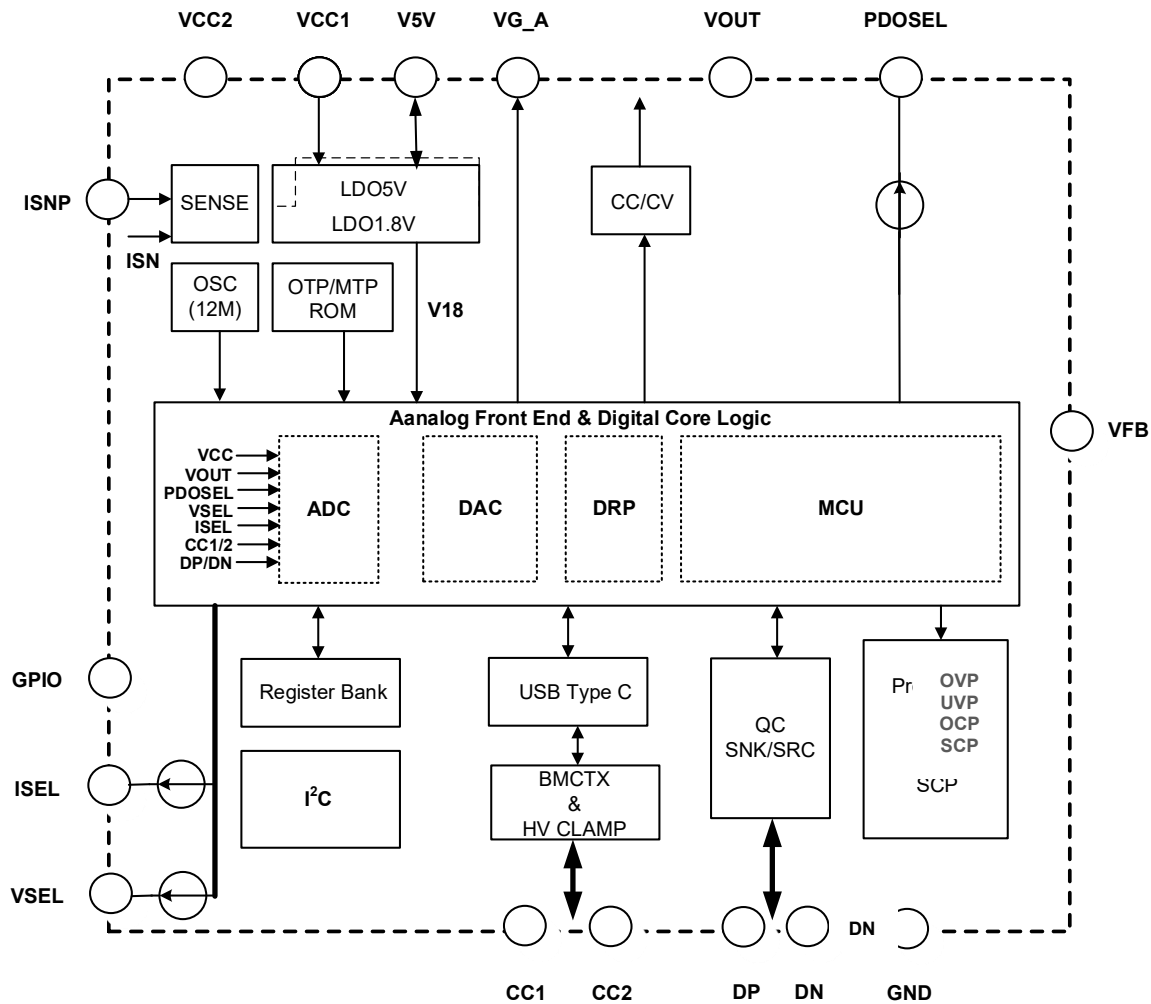 VCC2
VCC1
V5V
VG_A
VOUT
PDOSEL
ISNP
SENSE
ISN
LDO5V
LDO1.8V
CC/CV
OSC
(12M)
OTP/MTP
ROM
V18
Aanalog Front End & Digital Core Logic
VCC
VOUT
PDOSEL
VSEL
ISEL
CC1/2
DP/DN
ADC
DAC
DRP
MCU
VFB
GPIO
Register Bank
USB Type C
QC
SNK/SRC
OVP
UVP
OCP
SCP
SCP
ISEL
I²C
BMCTX
&
HV CLAMP
VSEL
DN
CC1
CC2
DP
DN
GND